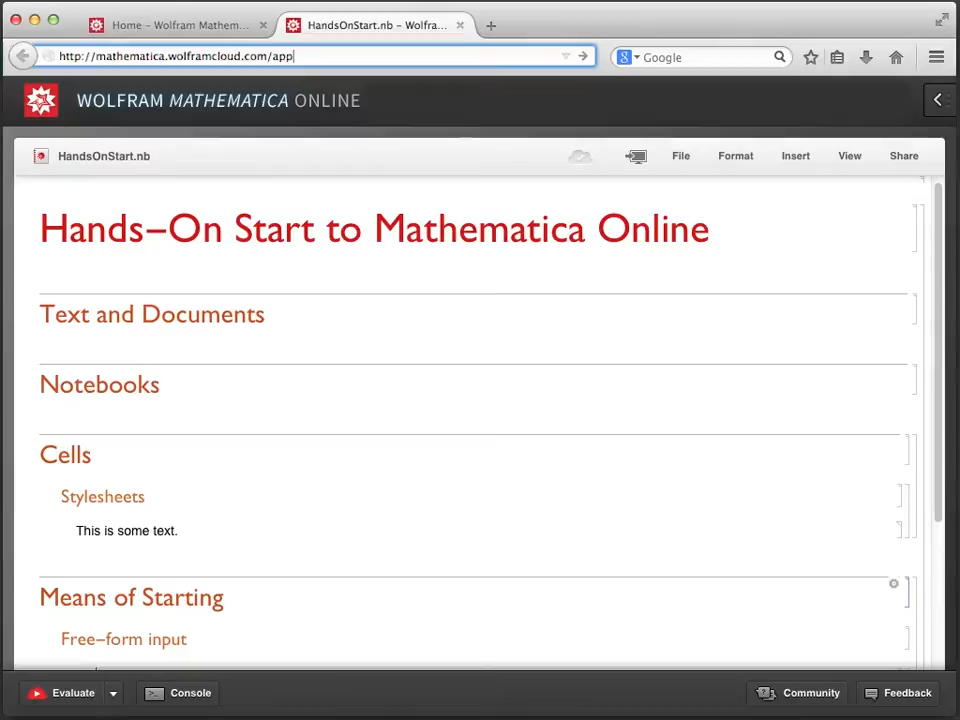 Home – Wolfram Mathem...
HandsOnStart.nb – Wolfra...
http://mathematica.wolframcloud.com/app
Google
WOLFRAM MATHEMATICA ONLINE
HandsOnStart.nb
File
Format
Insert
View
Share
Hands–On Start to Mathematica Online
Text and Documents
Notebooks
Cells
Stylesheets
This is some text.
Means of Starting
Free–form input
Evaluate
Console
Community
Feedback